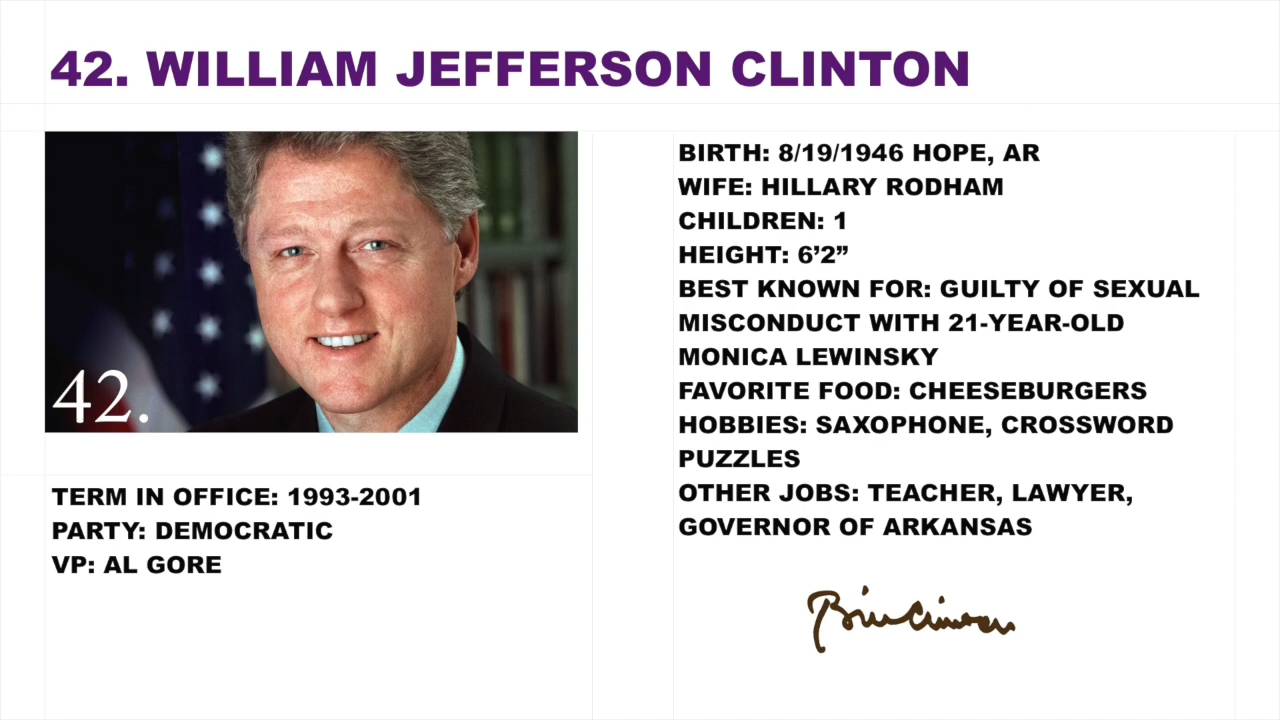 42. WILLIAM JEFFERSON CLINTON
42.
TERM IN OFFICE: 1993-2001
PARTY: DEMOCRATIC
VP: AL GORE
BIRTH: 8/19/1946 HOPE, AR
WIFE: HILLARY RODHAM
CHILDREN: 1
HEIGHT: 6’2”
BEST KNOWN FOR: GUILTY OF SEXUAL
MISCONDUCT WITH 21-YEAR-OLD
MONICA LEWINSKY
FAVORITE FOOD: CHEESEBURGERS
HOBBIES: SAXOPHONE, CROSSWORD
PUZZLES
OTHER JOBS: TEACHER, LAWYER,
GOVERNOR OF ARKANSAS
Bill Clinton